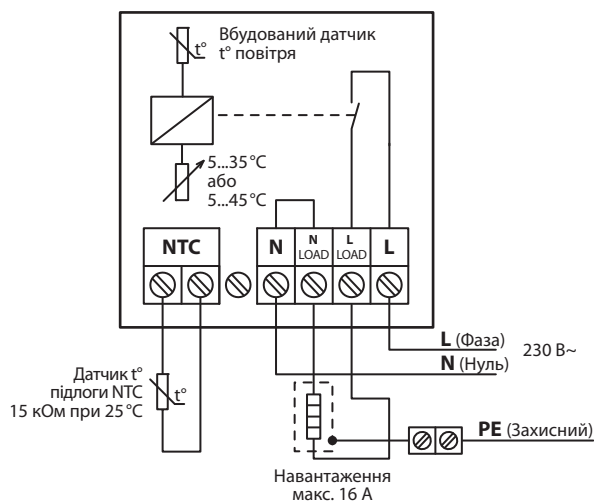 t°
Вбудований датчик
t° повітря
5...35 °C
або
5...45 °C
NTC
N
N
LOAD
L
LOAD
L
L (Фаза)
230 В~
N (Нуль)
Датчик t°
підлоги NTC
15 кОм при 25 °C
t°
PE (Захисний)
Навантаження
макс. 16 А